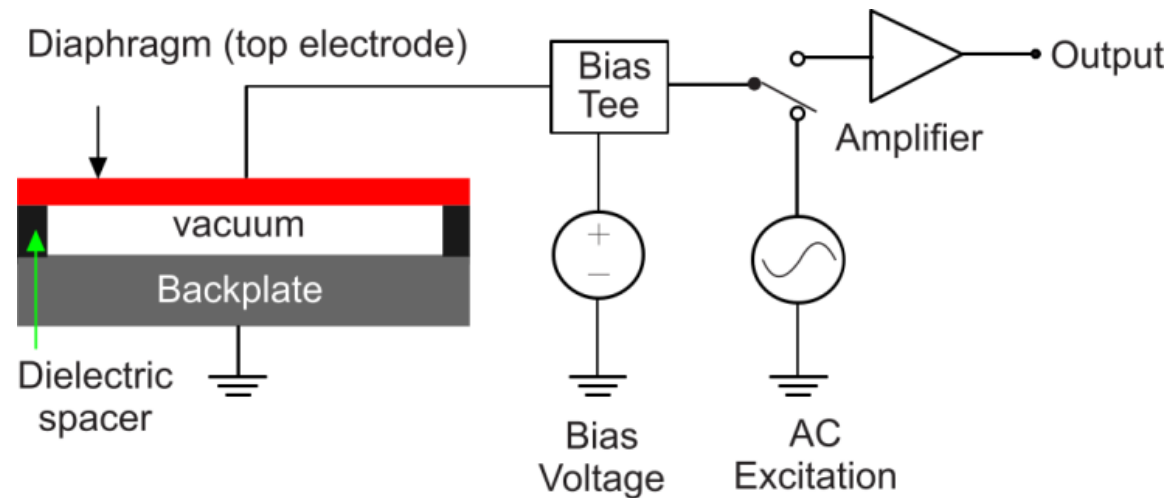 Diaphragm (top electrode)
Bias
Tee
Output
Amplifier
vacuum
+
−
Backplate
Dielectric
spacer
Bias
Voltage
AC
Excitation